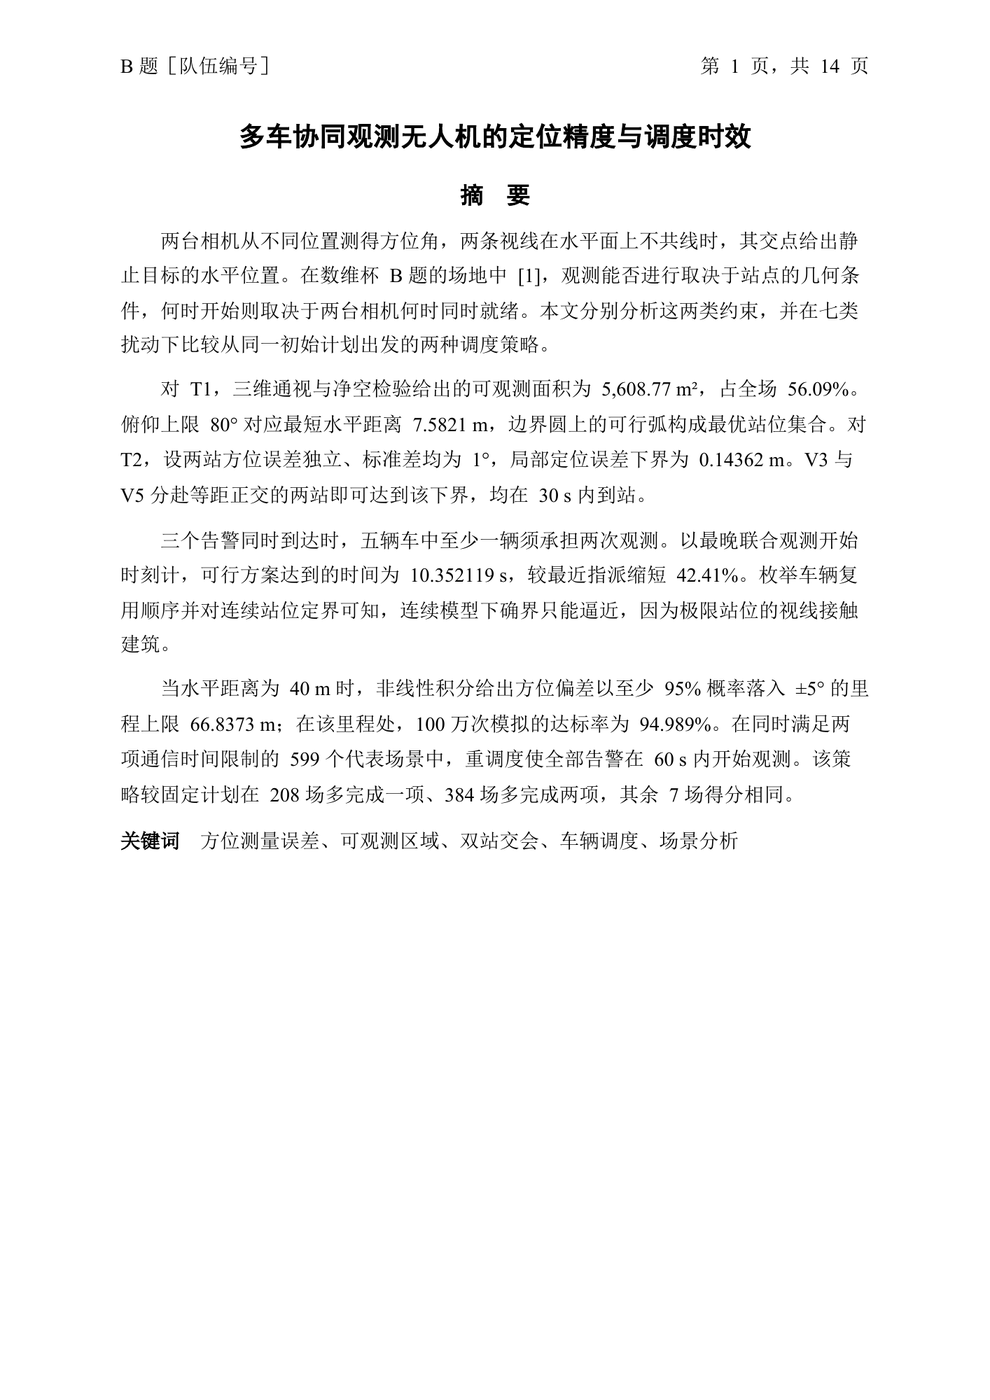 B 题［队伍编号］ 第 1 页，共 14 页
多车协同观测无人机的定位精度与调度时效
摘 要
两台相机从不同位置测得方位角，两条视线在水平面上不共线时，其交点给出静
止目标的水平位置。在数维杯 B 题的场地中 [1]，观测能否进行取决于站点的几何条
件，何时开始则取决于两台相机何时同时就绪。本文分别分析这两类约束，并在七类
扰动下比较从同一初始计划出发的两种调度策略。
对 T1，三维通视与净空检验给出的可观测面积为 5,608.77 m²，占全场 56.09%。
俯仰上限 80° 对应最短水平距离 7.5821 m，边界圆上的可行弧构成最优站位集合。对
T2，设两站方位误差独立、标准差均为 1°，局部定位误差下界为 0.14362 m。V3 与
V5 分赴等距正交的两站即可达到该下界，均在 30 s 内到站。
三个告警同时到达时，五辆车中至少一辆须承担两次观测。以最晚联合观测开始
时刻计，可行方案达到的时间为 10.352119 s，较最近指派缩短 42.41%。枚举车辆复
用顺序并对连续站位定界可知，连续模型下确界只能逼近，因为极限站位的视线接触
建筑。
当水平距离为 40 m 时，非线性积分给出方位偏差以至少 95% 概率落入 ±5° 的里
程上限 66.8373 m；在该里程处，100 万次模拟的达标率为 94.989%。在同时满足两
项通信时间限制的 599 个代表场景中，重调度使全部告警在 60 s 内开始观测。该策
略较固定计划在 208 场多完成一项、384 场多完成两项，其余 7 场得分相同。
关键词 方位测量误差、可观测区域、双站交会、车辆调度、场景分析